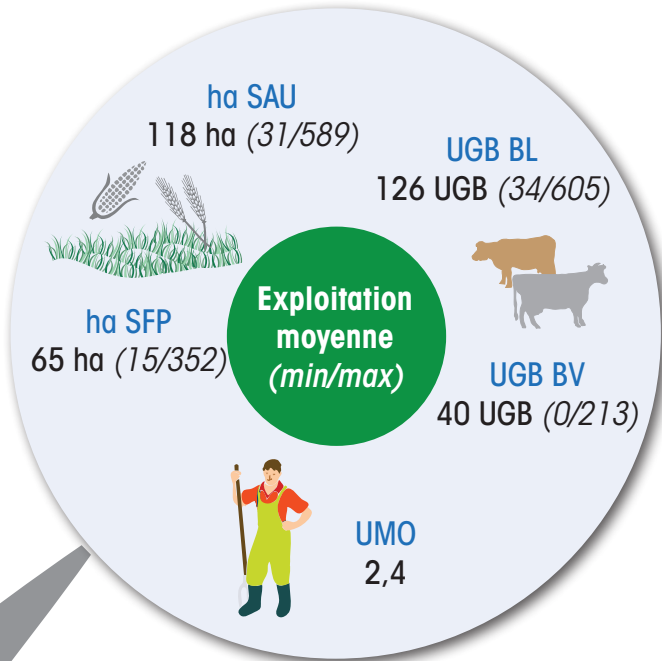 ha SAU
118 ha (31/589)
UGB BL
126 UGB (34/605)
Exploitation
moyenne
(min/max)
ha SFP
65 ha (15/352)
UGB BV
40 UGB (0/213)
UMO
2,4